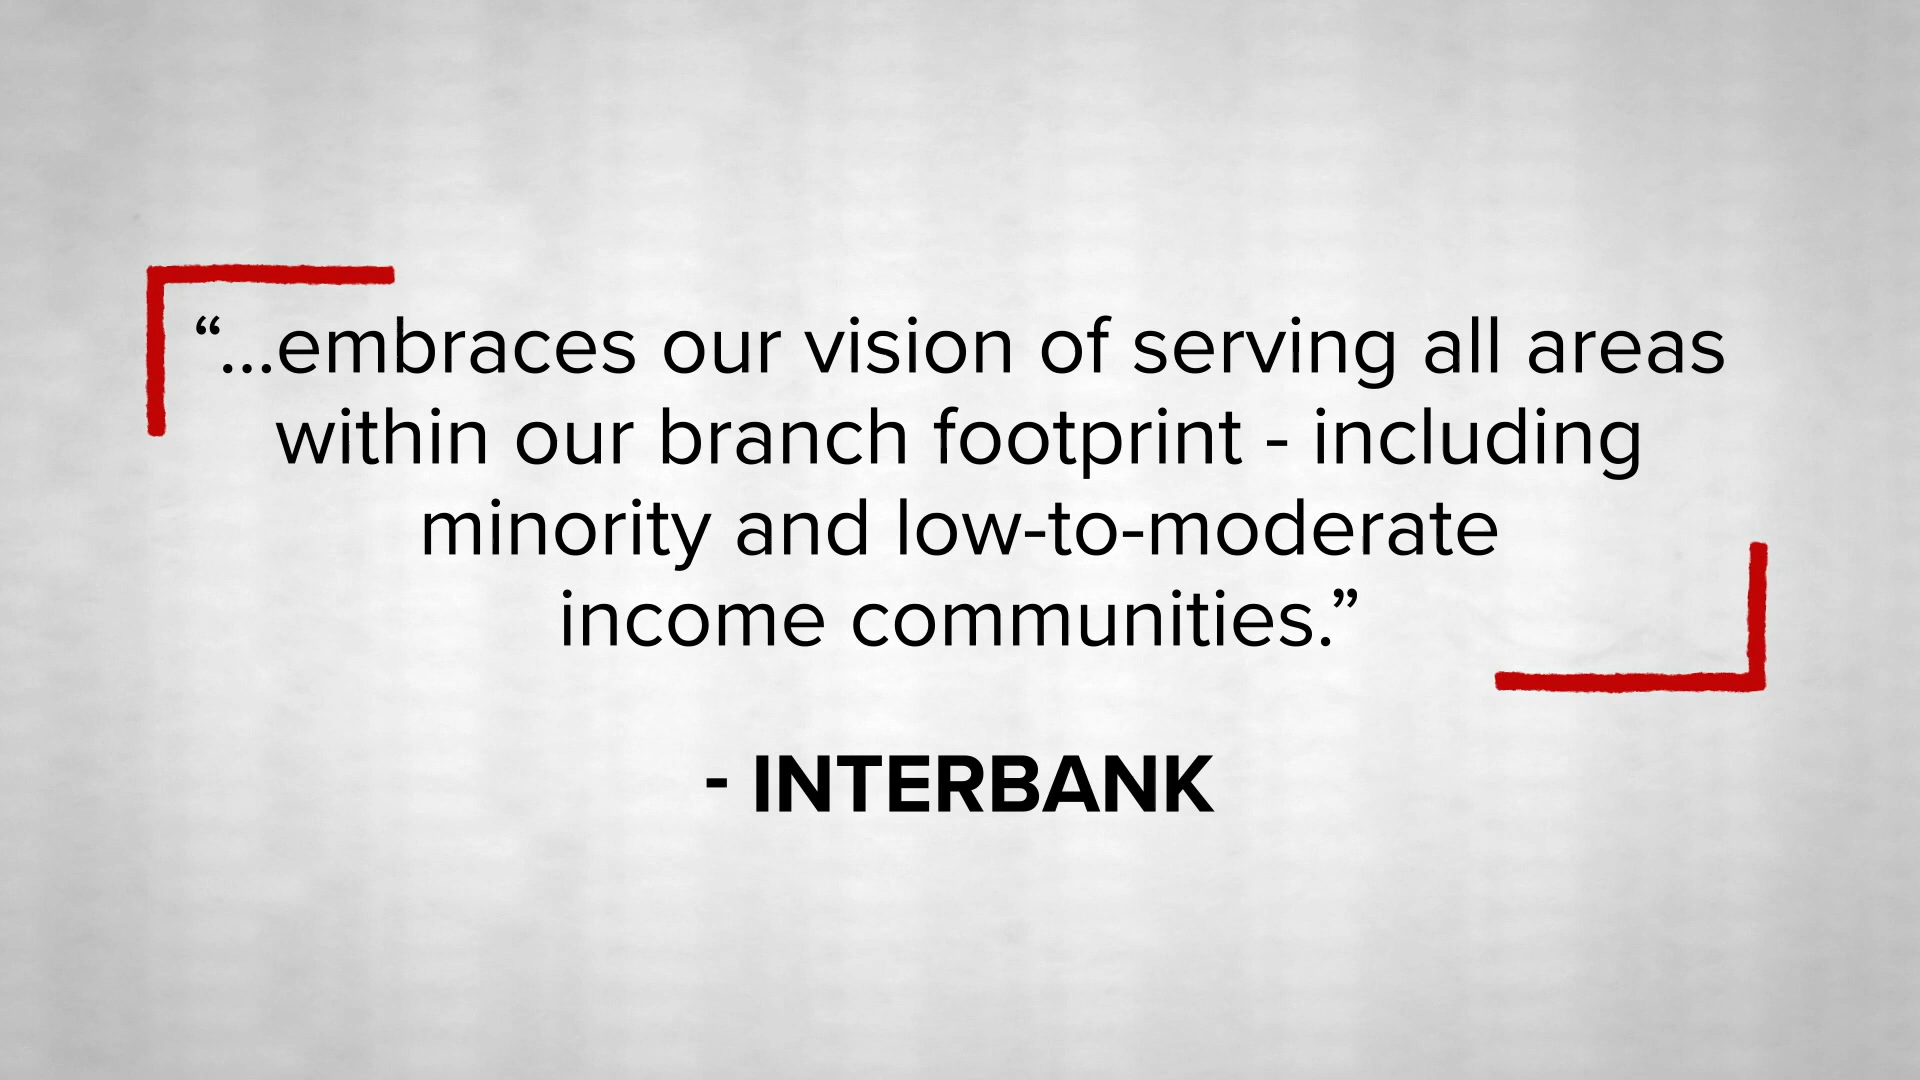 “...embraces our vision of serving all areas
within our branch footprint - including
minority and low-to-moderate
income communities.”
- INTERBANK